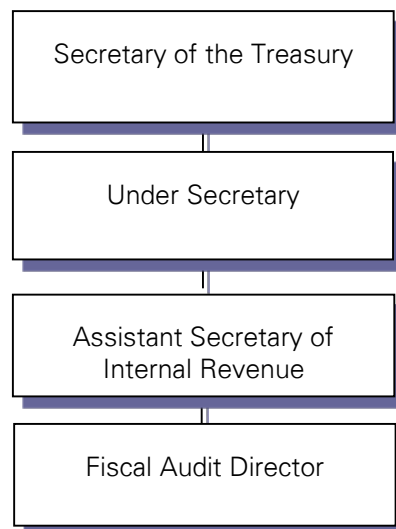 Secretary of the Treasury
Under Secretary
Assistant Secretary of
Internal Revenue
Fiscal Audit Director